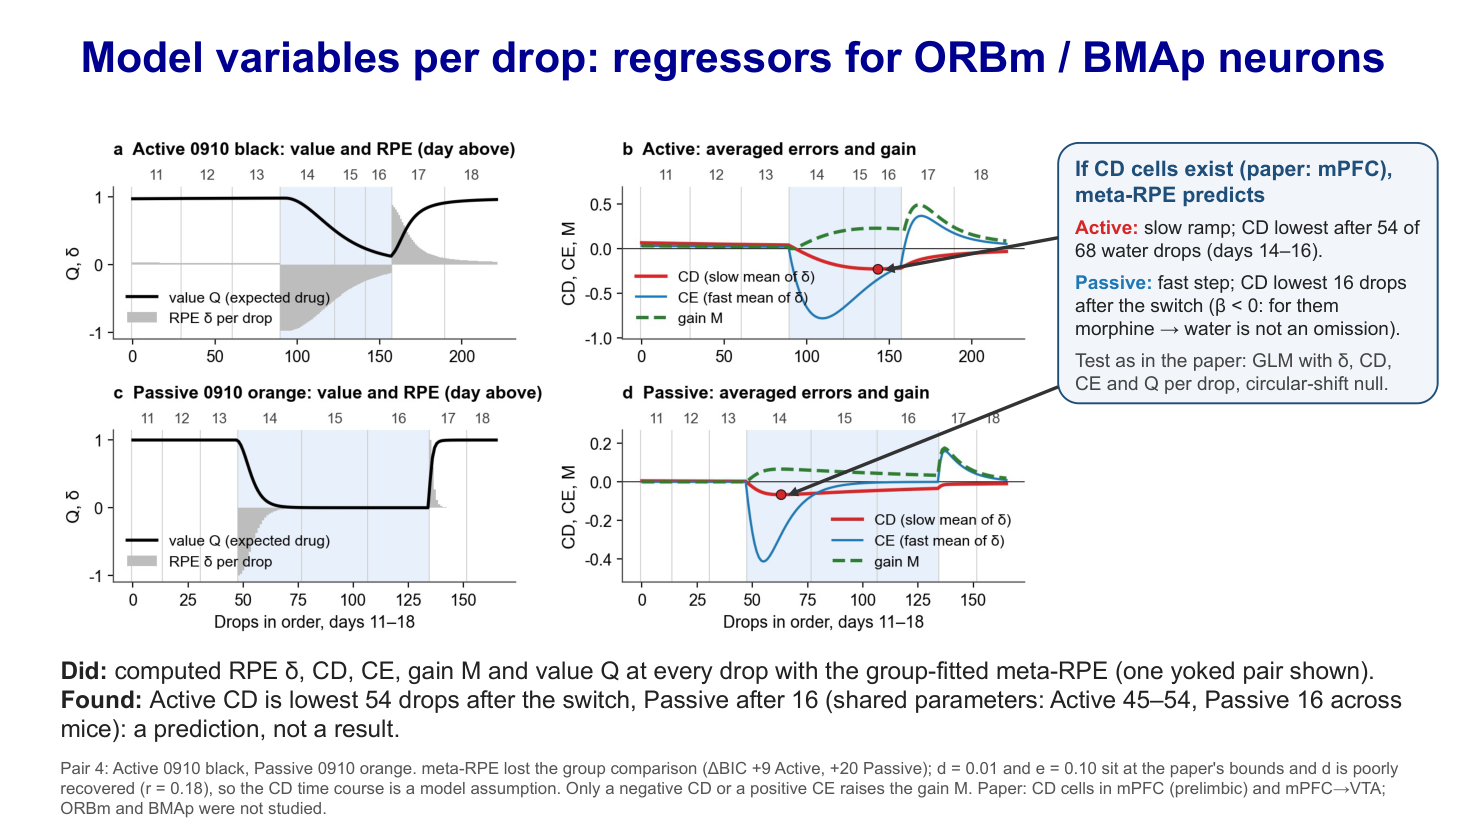 Model variables per drop: regressors for ORBm / BMAp neurons
a Active 0910 black: value and RPE (day above)
11 12 13 14 15 16 17 18
1
0
-1
Q, δ
value Q (expected drug)
RPE δ per drop
0 50 100 150 200
b Active: averaged errors and gain
11 12 13 14 15 16 17 18
0.5
0.0
-0.5
-1.0
CD, CE, M
CD (slow mean of δ)
CE (fast mean of δ)
gain M
0 50 100 150 200
If CD cells exist (paper: mPFC),
meta-RPE predicts
Active: slow ramp; CD lowest after 54 of
68 water drops (days 14–16).
Passive: fast step; CD lowest 16 drops
after the switch (β < 0: for them
morphine → water is not an omission).
Test as in the paper: GLM with δ, CD,
CE and Q per drop, circular-shift null.
c Passive 0910 orange: value and RPE (day above)
11 12 13 14 15 16 17 18
1
0
-1
Q, δ
value Q (expected drug)
RPE δ per drop
0 25 50 75 100 125 150
Drops in order, days 11–18
d Passive: averaged errors and gain
11 12 13 14 15 16 17 18
0.2
0.0
-0.2
-0.4
CD, CE, M
CD (slow mean of δ)
CE (fast mean of δ)
gain M
0 25 50 75 100 125 150
Drops in order, days 11–18
Did: computed RPE δ, CD, CE, gain M and value Q at every drop with the group-fitted meta-RPE (one yoked pair shown).
Found: Active CD is lowest 54 drops after the switch, Passive after 16 (shared parameters: Active 45–54, Passive 16 across
mice): a prediction, not a result.
Pair 4: Active 0910 black, Passive 0910 orange. meta-RPE lost the group comparison (ΔBIC +9 Active, +20 Passive); d = 0.01 and e = 0.10 sit at the paper's bounds and d is poorly
recovered (r = 0.18), so the CD time course is a model assumption. Only a negative CD or a positive CE raises the gain M. Paper: CD cells in mPFC (prelimbic) and mPFC→VTA;
ORBm and BMAp were not studied.